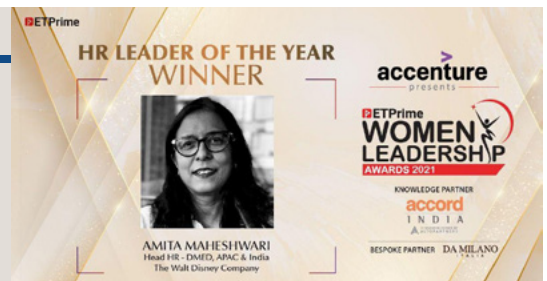 ETPrime
HR LEADER OF THE YEAR
WINNER
AMITA MAHESHWARI
Head HR - DMED, APAC & India
The Walt Disney Company
accenture
presents
ETPrime
WOMEN
LEADERSHIP
AWARDS 2021
KNOWLEDGE PARTNER
accord
INDIA
BESPOKE PARTNER DA MILANO
ITALIA